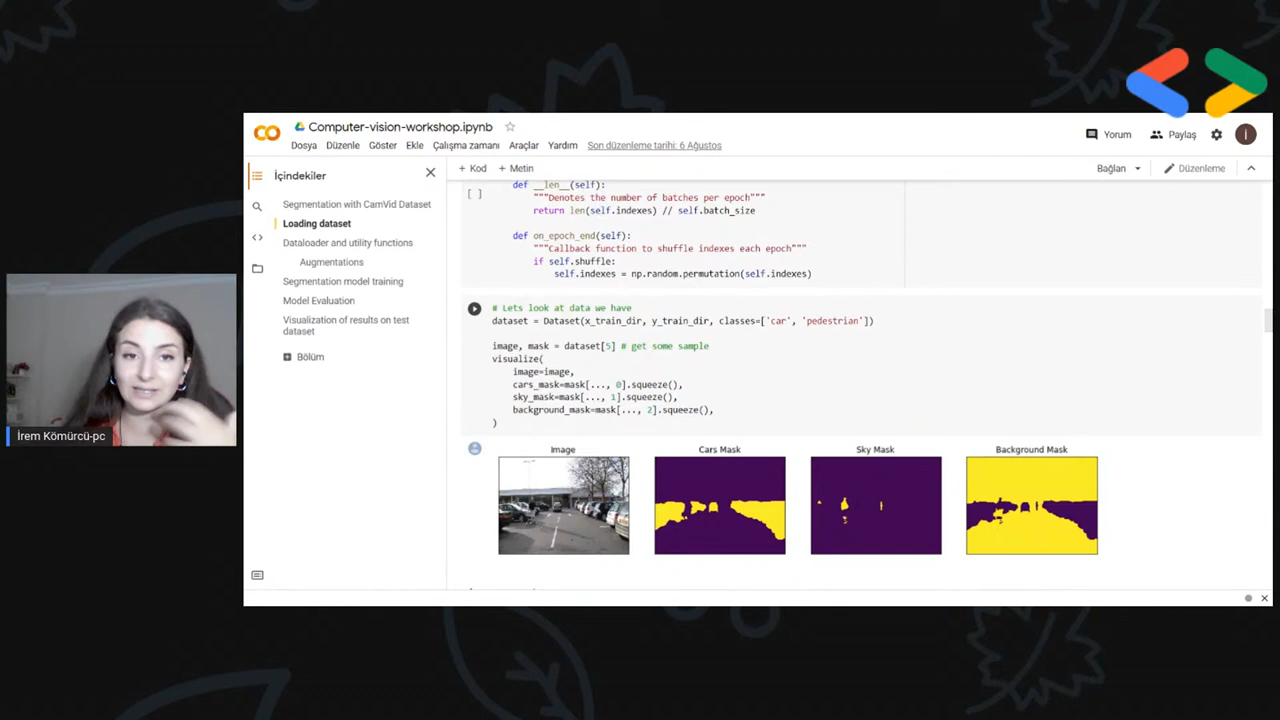 Computer-vision-workshop.ipynb
Yorum
Paylaş
Dosya Düzenle Göster Ekle Çalışma zamanı Araçlar Yardım Son düzenleme tarihi: 6 Ağustos
İçindekiler
+ Kod + Metin
Bağlan
Düzenleme
Segmentation with CamVid Dataset
Loading dataset
Dataloader and utility functions
Augmentations
Segmentation model training
Model Evaluation
Visualization of results on test
dataset
Bölüm
[ ]
def __len__(self):
"""Denotes the number of batches per epoch"""
return len(self.indexes) // self.batch_size
def on_epoch_end(self):
"""Callback function to shuffle indexes each epoch"""
if self.shuffle:
self.indexes = np.random.permutation(self.indexes)
# Lets look at data we have
dataset = Dataset(x_train_dir, y_train_dir, classes=['car', 'pedestrian'])
image, mask = dataset[5] # get some sample
visualize(
image=image,
cars_mask=mask[..., 0].squeeze(),
sky_mask=mask[..., 1].squeeze(),
background_mask=mask[..., 2].squeeze(),
)
Image Cars Mask Sky Mask Background Mask
İrem Kömürcü-pc